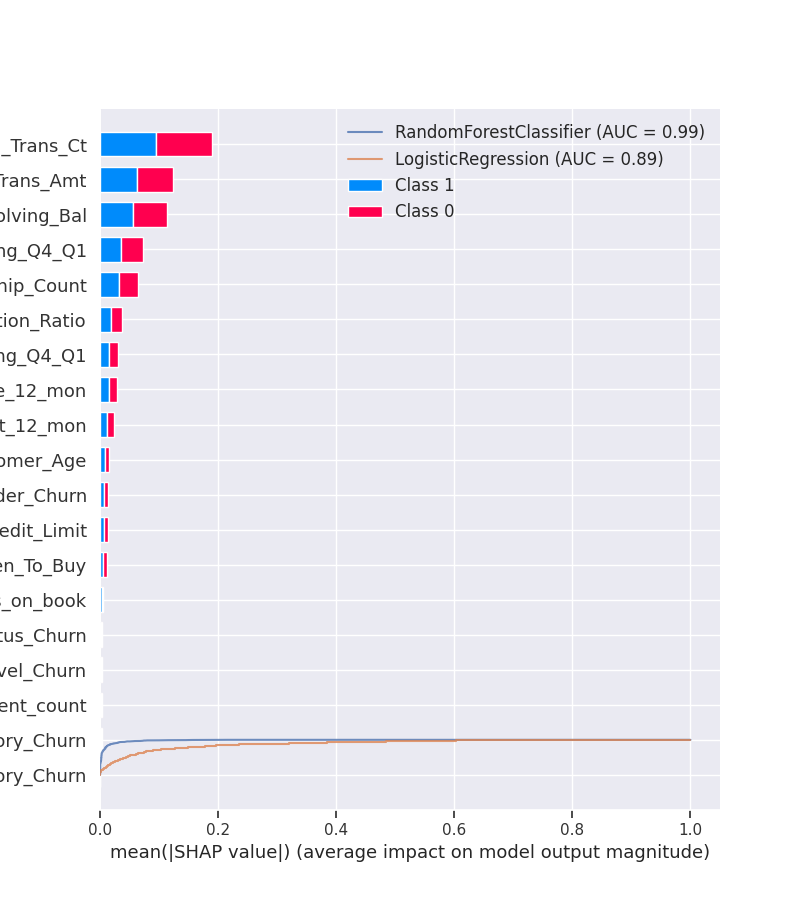 _Trans_Ct
Trans_Amt
olving_Bal
ng_Q4_Q1
hip_Count
tion_Ratio
ng_Q4_Q1
e_12_mon
t_12_mon
omer_Age
der_Churn
edit_Limit
en_To_Buy
s_on_book
tus_Churn
vel_Churn
ent_count
ory_Churn
ory_Churn
RandomForestClassifier (AUC = 0.99)
LogisticRegression (AUC = 0.89)
Class 1
Class 0
0.0 0.2 0.4 0.6 0.8 1.0
mean(|SHAP value|) (average impact on model output magnitude)